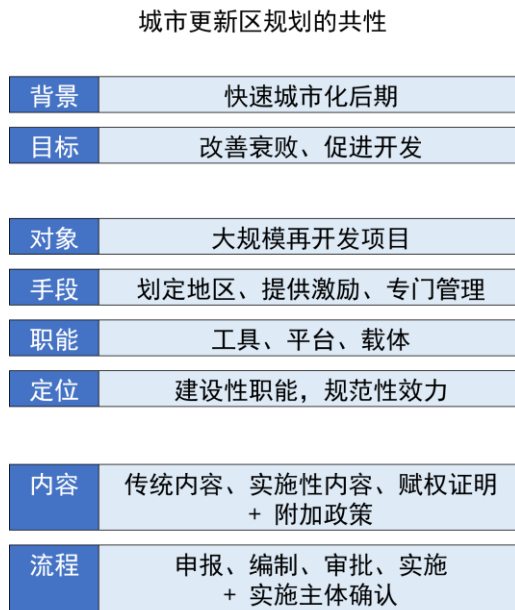 城市更新区规划的共性
背景 快速城市化后期
目标 改善衰败、促进开发
对象 大规模再开发项目
手段 划定地区、提供激励、专门管理
职能 工具、平台、载体
定位 建设性职能，规范性效力
内容 传统内容、实施性内容、赋权证明
+ 附加政策
流程 申报、编制、审批、实施
+ 实施主体确认